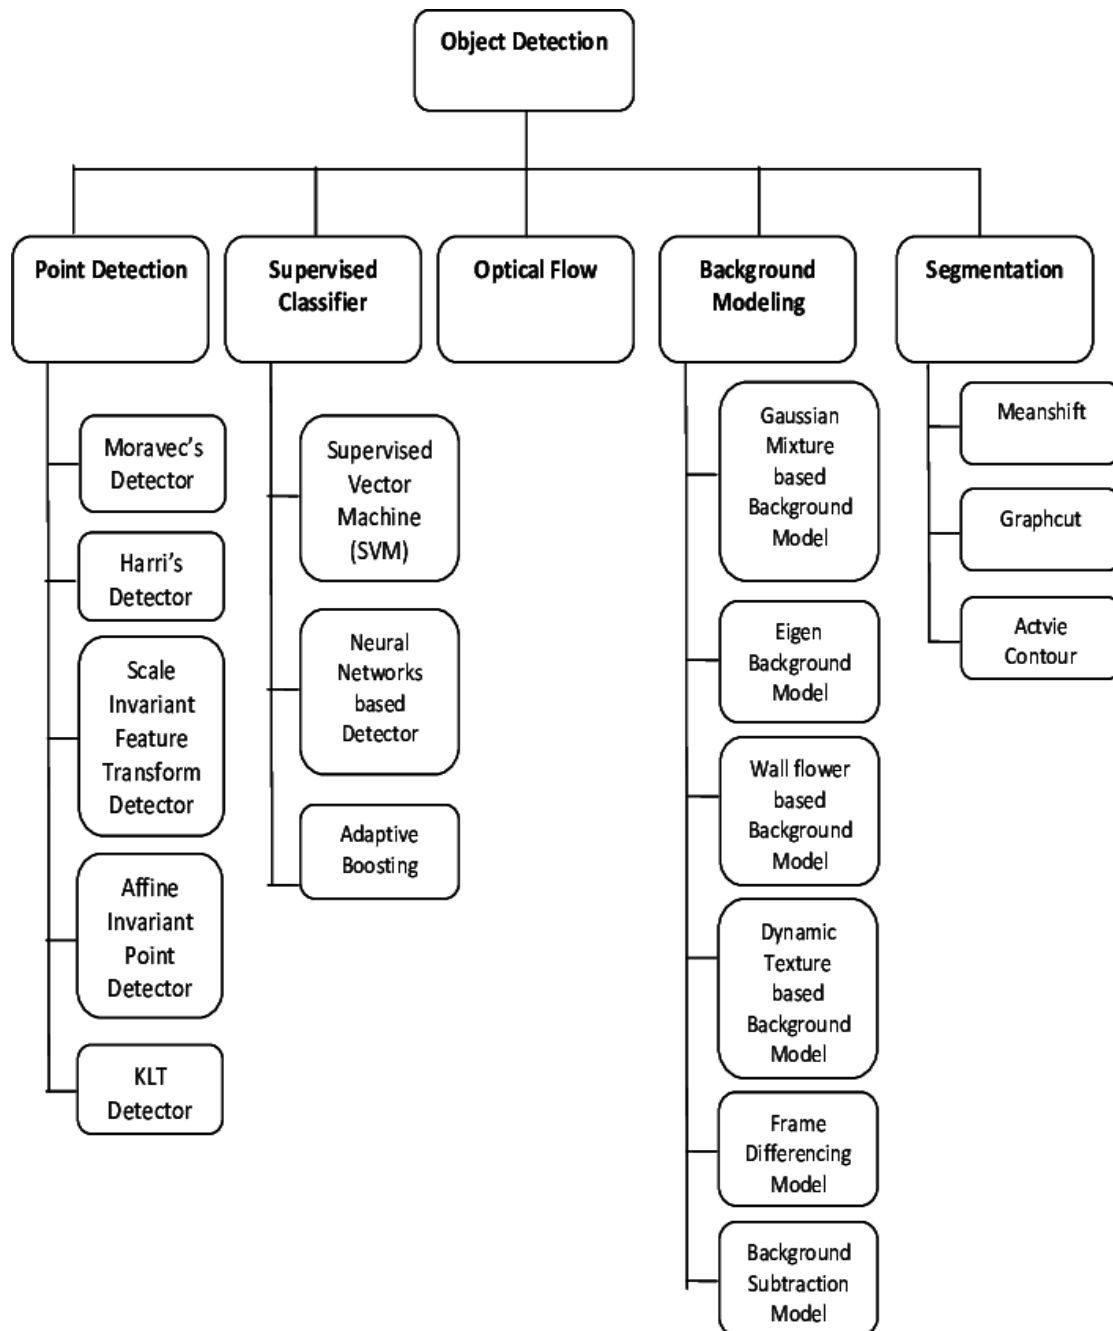 Object Detection
Point Detection
Supervised
Classifier
Optical Flow
Background
Modeling
Segmentation
Moravec's
Detector
Harri's
Detector
Scale
Invariant
Feature
Transform
Detector
Affine
Invariant
Point
Detector
KLT
Detector
Supervised
Vector
Machine
(SVM)
Neural
Networks
based
Detector
Adaptive
Boosting
Gaussian
Mixture
based
Background
Model
Eigen
Background
Model
Wall flower
based
Background
Model
Dynamic
Texture
based
Background
Model
Frame
Differencing
Model
Background
Subtraction
Model
Meanshift
Graphcut
Actvie
Contour